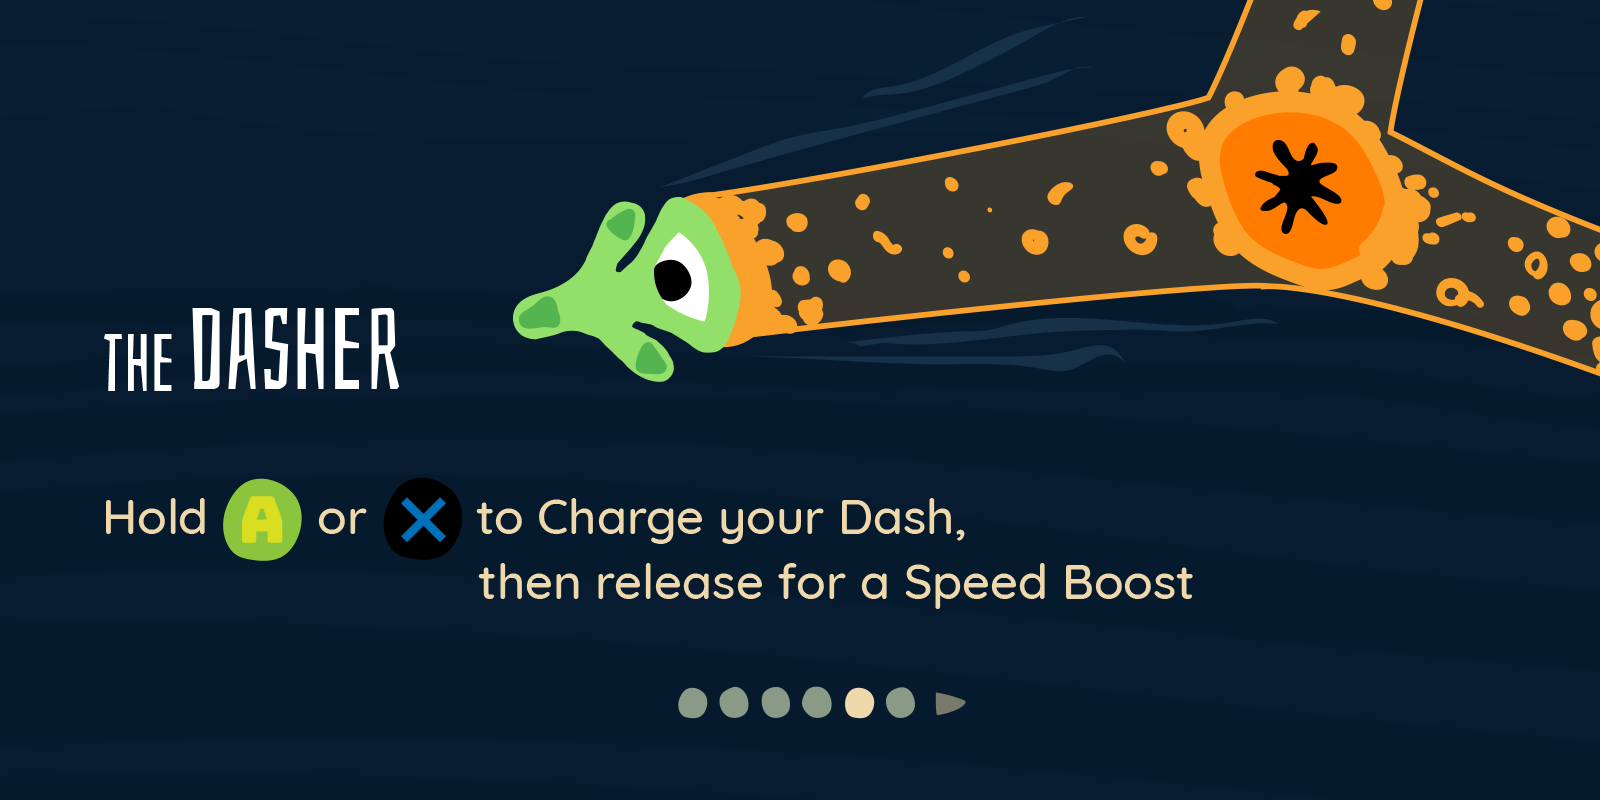 THE DASHER
Hold A or X to Charge your Dash,
then release for a Speed Boost